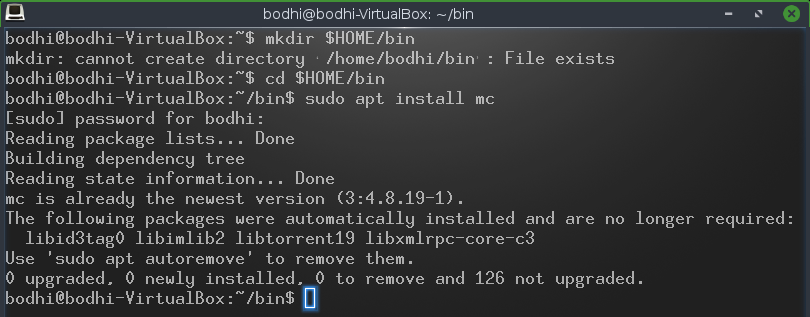 bodhi@bodhi-VirtualBox: ~/bin
bodhi@bodhi-VirtualBox:~$ mkdir $HOME/bin
mkdir: cannot create directory '/home/bodhi/bin': File exists
bodhi@bodhi-VirtualBox:~$ cd $HOME/bin
bodhi@bodhi-VirtualBox:~/bin$ sudo apt install mc
[sudo] password for bodhi:
Reading package lists... Done
Building dependency tree
Reading state information... Done
mc is already the newest version (3:4.8.19-1).
The following packages were automatically installed and are no longer required:
  libid3tag0 libimlib2 libtorrent19 libxmlrpc-core-c3
Use 'sudo apt autoremove' to remove them.
0 upgraded, 0 newly installed, 0 to remove and 126 not upgraded.
bodhi@bodhi-VirtualBox:~/bin$